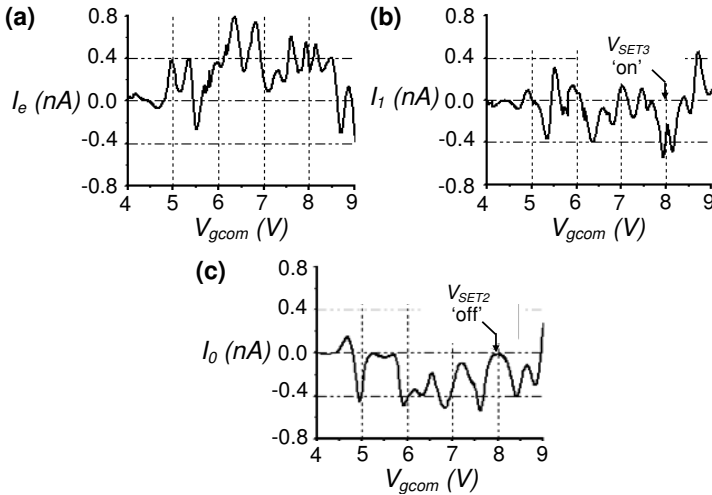 (a)
0.8
0.4
0.0
-0.4
-0.8
I_e (nA)
4 5 6 7 8 9
V_gcom (V)
(b)
0.8
0.4
0.0
-0.4
-0.8
I_1 (nA)
V_SET3
'on'
4 5 6 7 8 9
V_gcom (V)
(c)
0.8
0.4
0.0
-0.4
-0.8
I_0 (nA)
V_SET2
'off'
4 5 6 7 8 9
V_gcom (V)